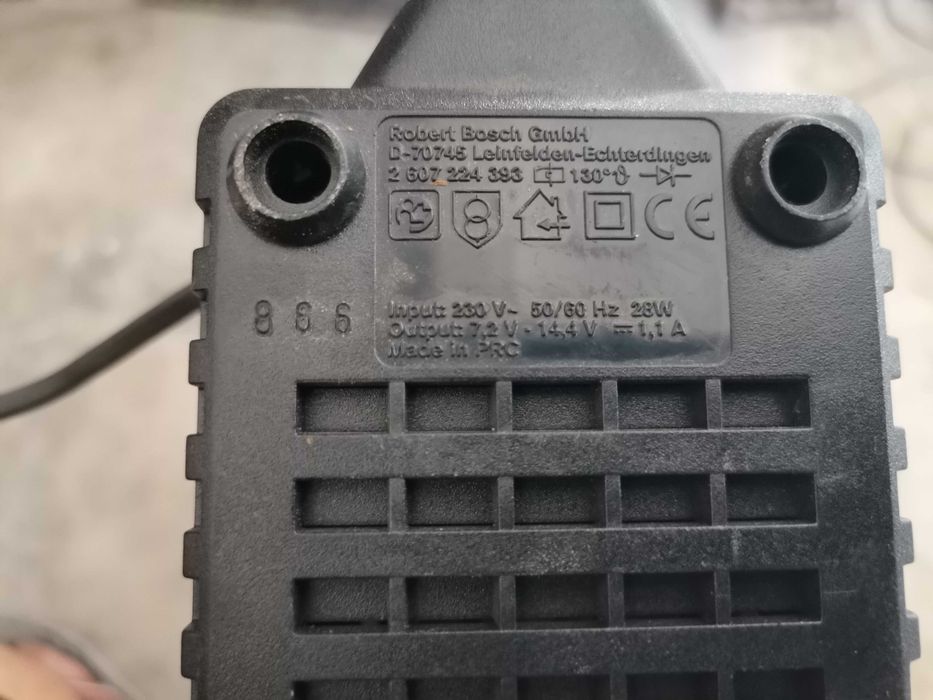 Robert Bosch GmbH
D-70745 Leinfelden-Echterdingen
2 607 224 393 130°
CE
866
Input: 230 V~ 50/60 Hz 28W
Output: 7,2 V - 14,4 V ⎓ 1,1 A
Made in PRC